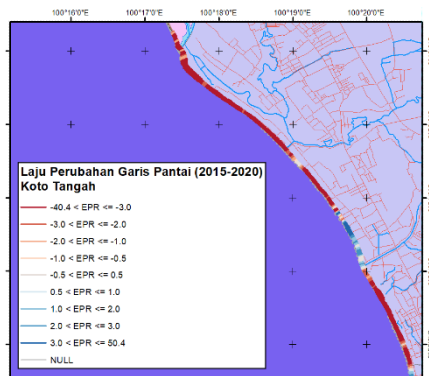 100°16'0"E 100°17'0"E 100°18'0"E 100°19'0"E 100°20'0"E
Laju Perubahan Garis Pantai (2015-2020)
Koto Tangah
-40.4 < EPR <= -3.0
-3.0 < EPR <= -2.0
-2.0 < EPR <= -1.0
-1.0 < EPR <= -0.5
-0.5 < EPR <= 0.5
0.5 < EPR <= 1.0
1.0 < EPR <= 2.0
2.0 < EPR <= 3.0
3.0 < EPR <= 50.4
NULL